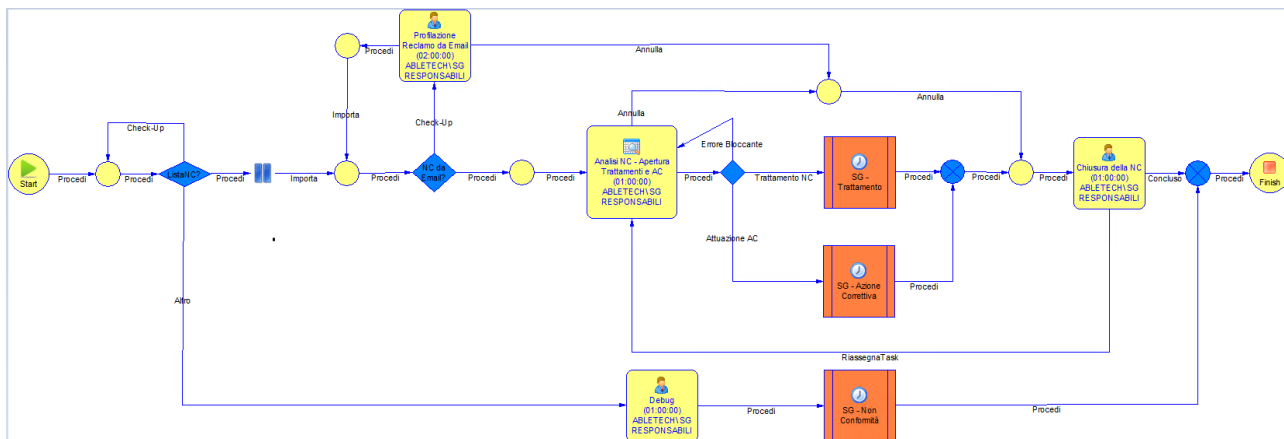 Profilazione
Reclamo da Email
(02:00:00)
ABLETECH\SG
RESPONSABILI
Procedi
Annulla
Importa
Check-Up
Annulla
Annulla
Check-Up
Errore Bloccante
Start
Procedi
Procedi
ListaNC?
Procedi
Importa
Procedi
NC da
Email?
Procedi
Procedi
Analisi NC - Apertura
Trattamenti e AC
(01:00:00)
ABLETECH\SG
RESPONSABILI
Procedi
Trattamento NC
SG -
Trattamento
Procedi
Procedi
Procedi
Chiusura della NC
(01:00:00)
ABLETECH\SG
RESPONSABILI
Concluso
Procedi
Finish
Attuazione AC
SG - Azione
Correttiva
Procedi
Altro
RiassegnaTask
Debug
(01:00:00)
ABLETECH\SG
RESPONSABILI
Procedi
SG - Non
Conformità
Procedi